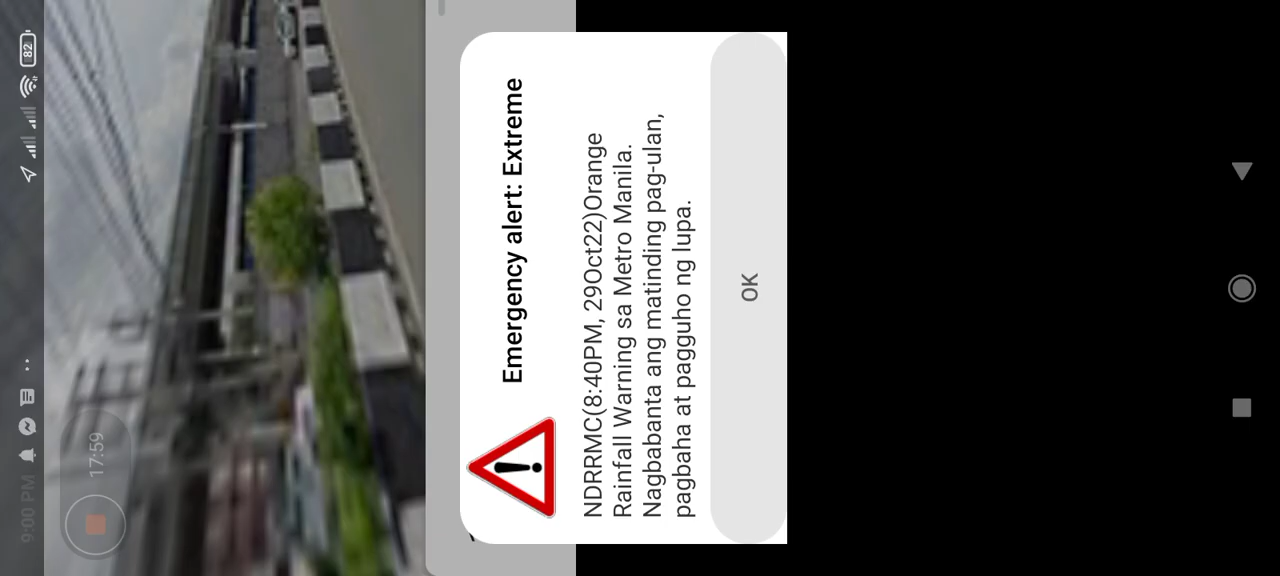 9:00 PM
82
17:59
Emergency alert: Extreme
NDRRMC(8:40PM, 29Oct22)Orange
Rainfall Warning sa Metro Manila.
Nagbabanta ang matinding pag-ulan,
pagbaha at pagguho ng lupa.
OK